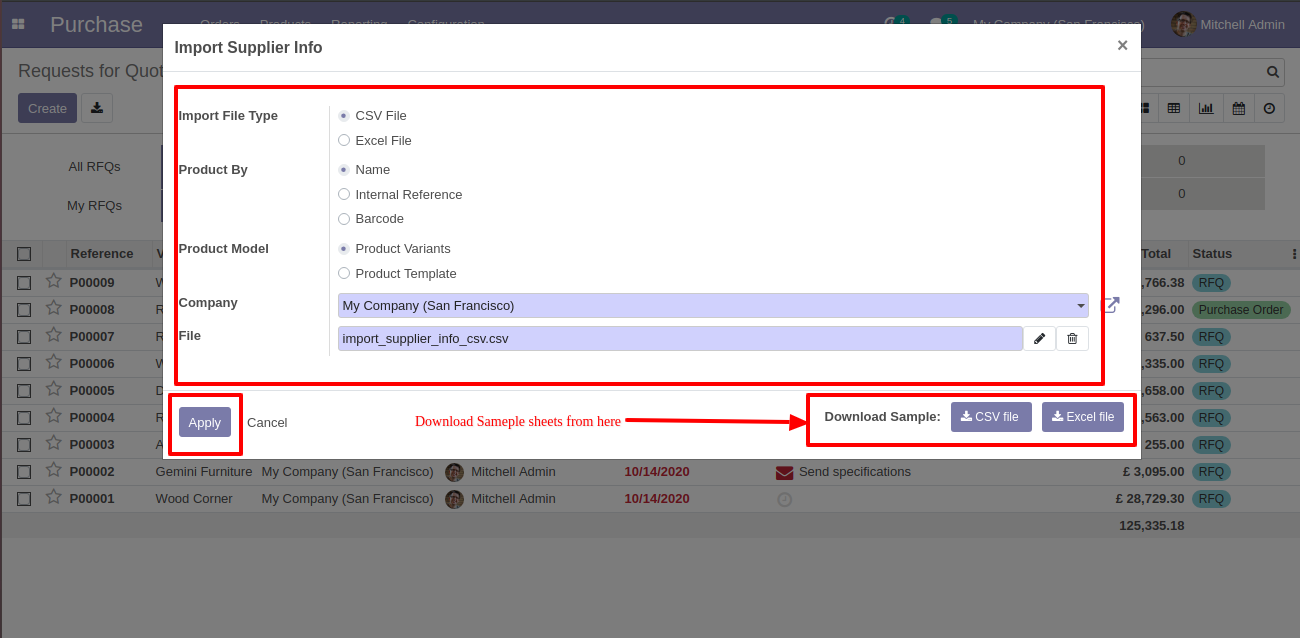 Purchase Orders Products Reporting Configuration 4 5 My Company (San Francisco) Mitchell Admin
Import Supplier Info ×
Requests for Quot
Create
Import File Type CSV File
Excel File
All RFQs Product By Name 0
Internal Reference
My RFQs Barcode 0
Product Model Product Variants
Reference V Total Status
Product Template
P00009 W ,766.38 RFQ
Company My Company (San Francisco)
P00008 R ,296.00 Purchase Order
File import_supplier_info_csv.csv
P00007 R 637.50 RFQ
P00006 W ,335.00 RFQ
P00005 D ,658.00 RFQ
P00004 R ,563.00 RFQ
Apply Cancel Download Sameple sheets from here Download Sample: CSV file Excel file
P00003 A 255.00 RFQ
P00002 Gemini Furniture My Company (San Francisco) Mitchell Admin 10/14/2020 Send specifications £ 3,095.00 RFQ
P00001 Wood Corner My Company (San Francisco) Mitchell Admin 10/14/2020 £ 28,729.30 RFQ
125,335.18